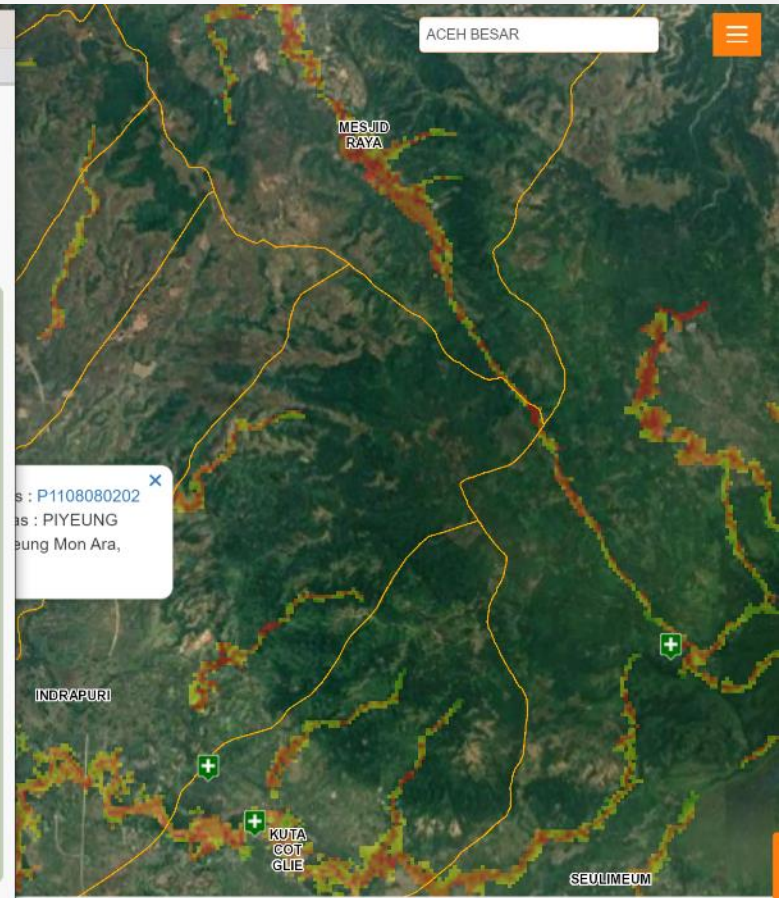 ACEH BESAR
MESJID
RAYA
s : P1108080202
as : PIYEUNG
eung Mon Ara,
INDRAPURI
KUTA
COT
GLIE
SEULIMEUM